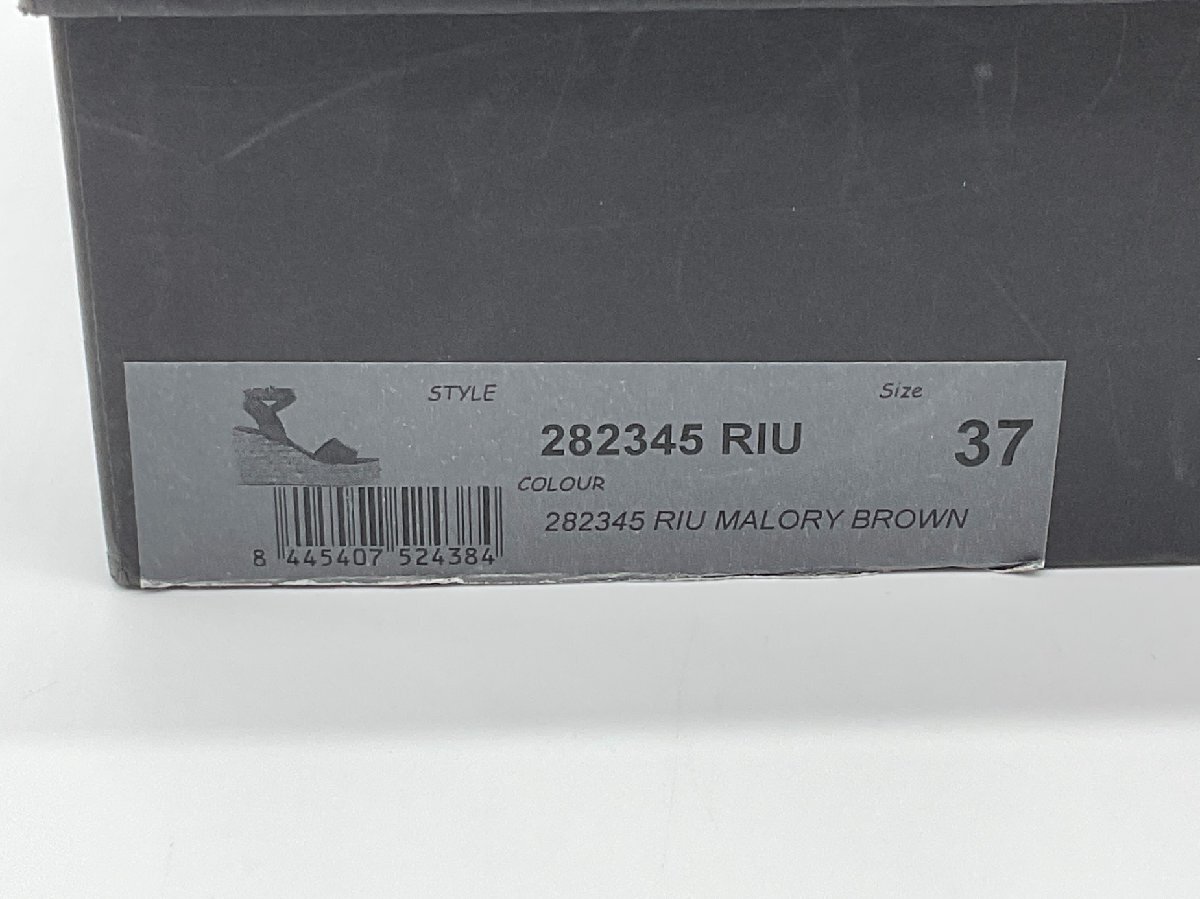 STYLE
Size
282345 RIU
37
COLOUR
282345 RIU MALORY BROWN
8 445407 524384